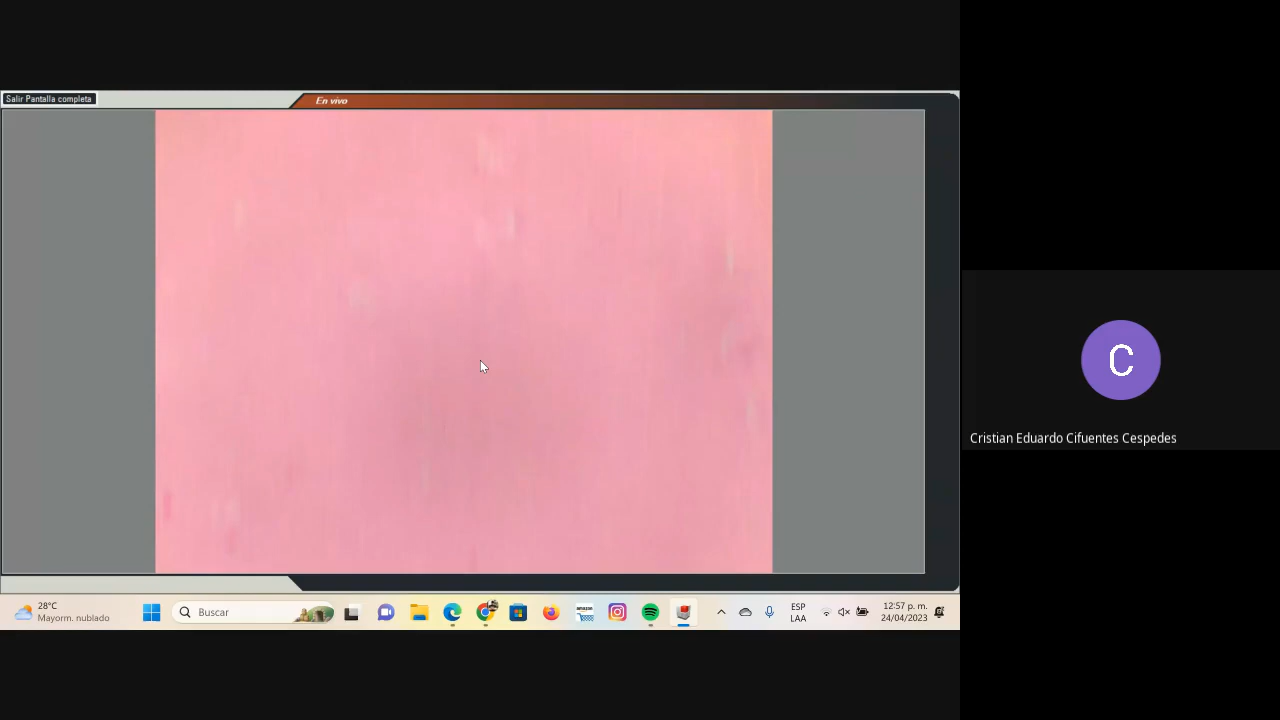 Salir Pantalla completa
En vivo
C
Cristian Eduardo Cifuentes Cespedes
28°C
Mayorm. nublado
Buscar
amazon
ESP
LAA
12:57 p. m.
24/04/2023